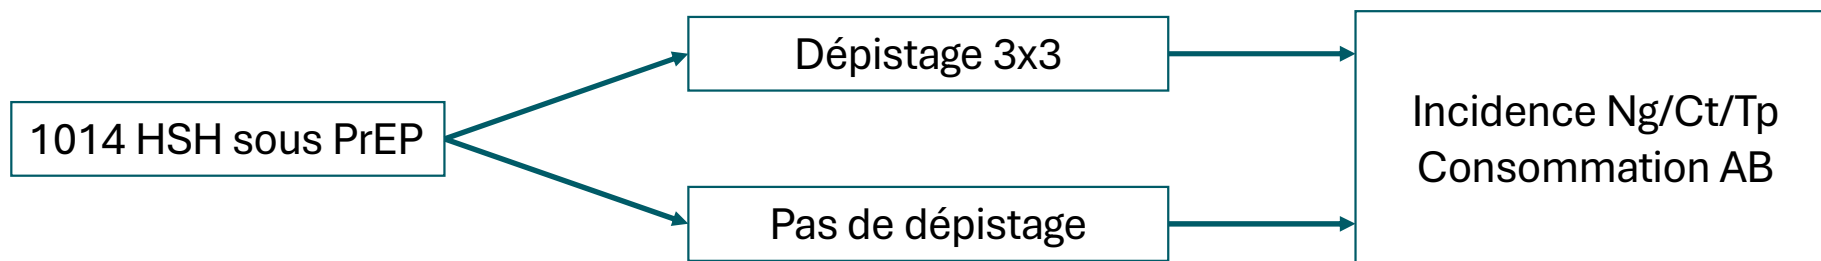 1014 HSH sous PrEP
Dépistage 3x3
Pas de dépistage
Incidence Ng/Ct/Tp
Consommation AB